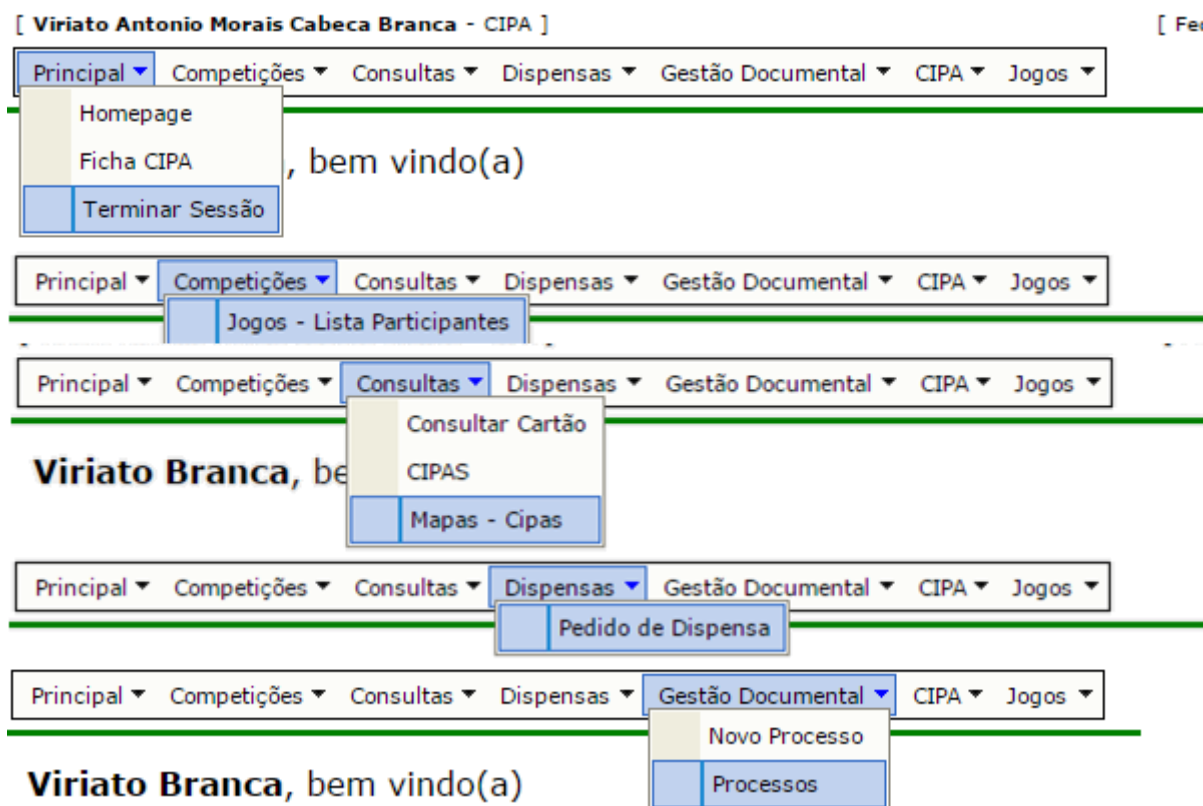 [ Viriato Antonio Morais Cabeca Branca - CIPA ] [ Fe
Principal Competições Consultas Dispensas Gestão Documental CIPA Jogos
Homepage
Ficha CIPA
, bem vindo(a)
Terminar Sessão
Principal Competições Consultas Dispensas Gestão Documental CIPA Jogos
Jogos - Lista Participantes
Principal Competições Consultas Dispensas Gestão Documental CIPA Jogos
Consultar Cartão
Viriato Branca, be
CIPAS
Mapas - Cipas
Principal Competições Consultas Dispensas Gestão Documental CIPA Jogos
Pedido de Dispensa
Principal Competições Consultas Dispensas Gestão Documental CIPA Jogos
Novo Processo
Viriato Branca, bem vindo(a)
Processos